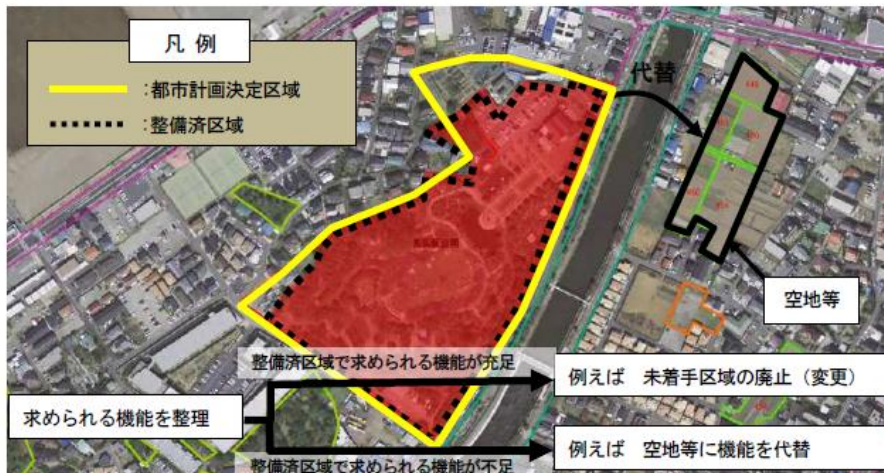 凡 例
:都市計画決定区域
:整備済区域
代替
空地等
整備済区域で求められる機能が充足
例えば 未着手区域の廃止（変更）
求められる機能を整理
例えば 空地等に機能を代替
整備済区域で求められる機能が不足